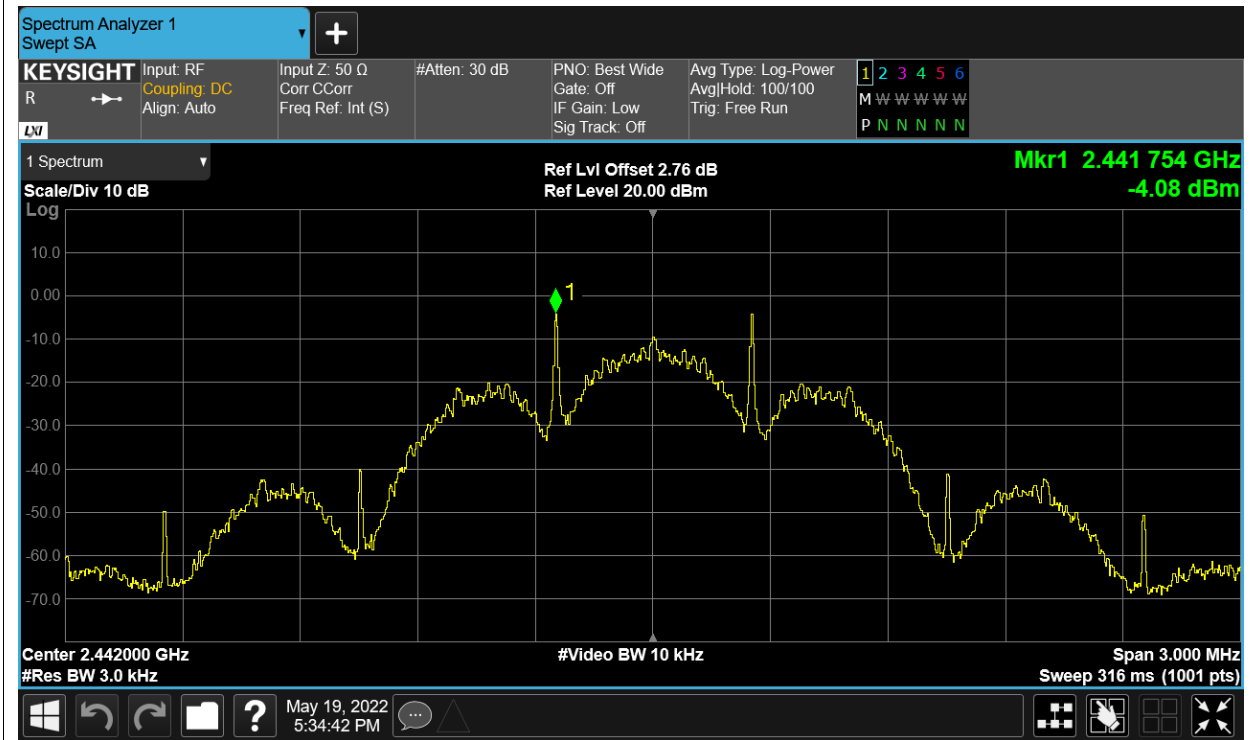 Spectrum Analyzer 1
Swept SA
+
KEYSIGHT
R
LXI
Input: RF
Coupling: DC
Align: Auto
Input Z: 50 Ω
Corr CCorr
Freq Ref: Int (S)
#Atten: 30 dB
PNO: Best Wide
Gate: Off
IF Gain: Low
Sig Track: Off
Avg Type: Log-Power
Avg|Hold: 100/100
Trig: Free Run
1 2 3 4 5 6
M W W W W W
P N N N N N
1 Spectrum
Scale/Div 10 dB
Log
Ref Lvl Offset 2.76 dB
Ref Level 20.00 dBm
Mkr1 2.441 754 GHz
-4.08 dBm
10.0
0.00
-10.0
-20.0
-30.0
-40.0
-50.0
-60.0
-70.0
1
Center 2.442000 GHz
#Res BW 3.0 kHz
#Video BW 10 kHz
Span 3.000 MHz
Sweep 316 ms (1001 pts)
?
May 19, 2022
5:34:42 PM